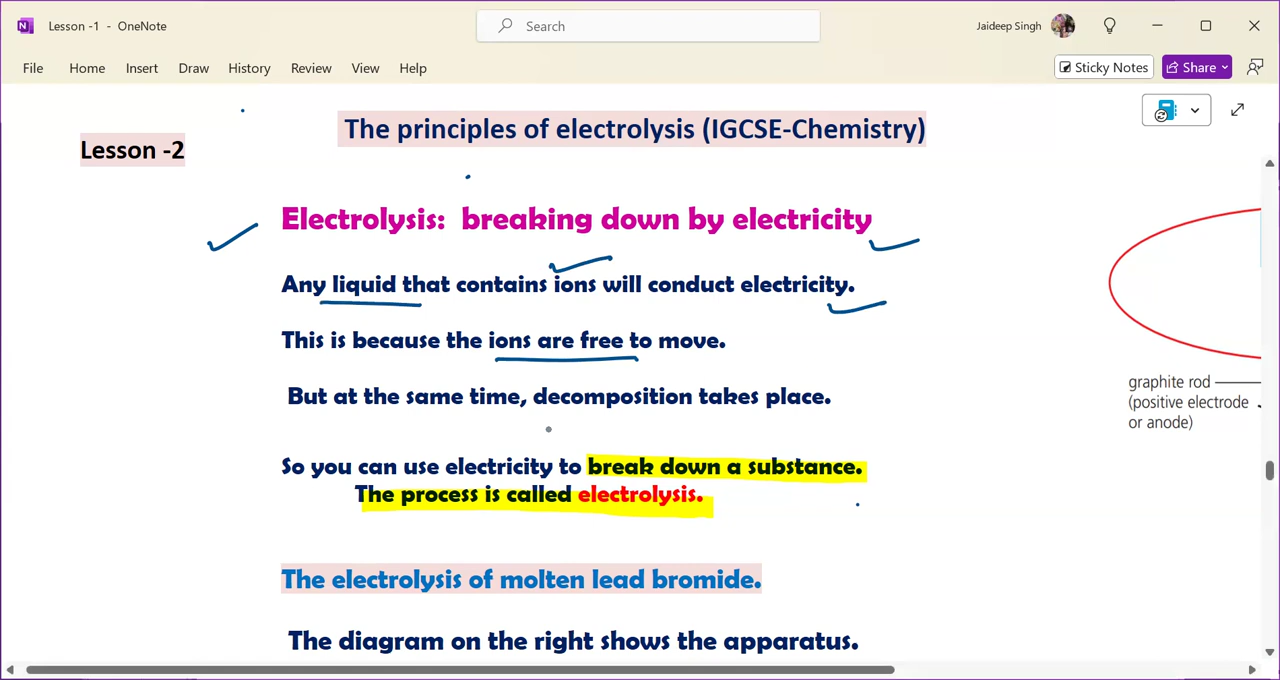 Lesson -1 - OneNote
Search
Jaideep Singh
File Home Insert Draw History Review View Help
Sticky Notes
Share
The principles of electrolysis (IGCSE-Chemistry)
Lesson -2
Electrolysis: breaking down by electricity
Any liquid that contains ions will conduct electricity.
This is because the ions are free to move.
But at the same time, decomposition takes place.
So you can use electricity to break down a substance.
The process is called electrolysis.
graphite rod
(positive electrode
or anode)
The electrolysis of molten lead bromide.
The diagram on the right shows the apparatus.